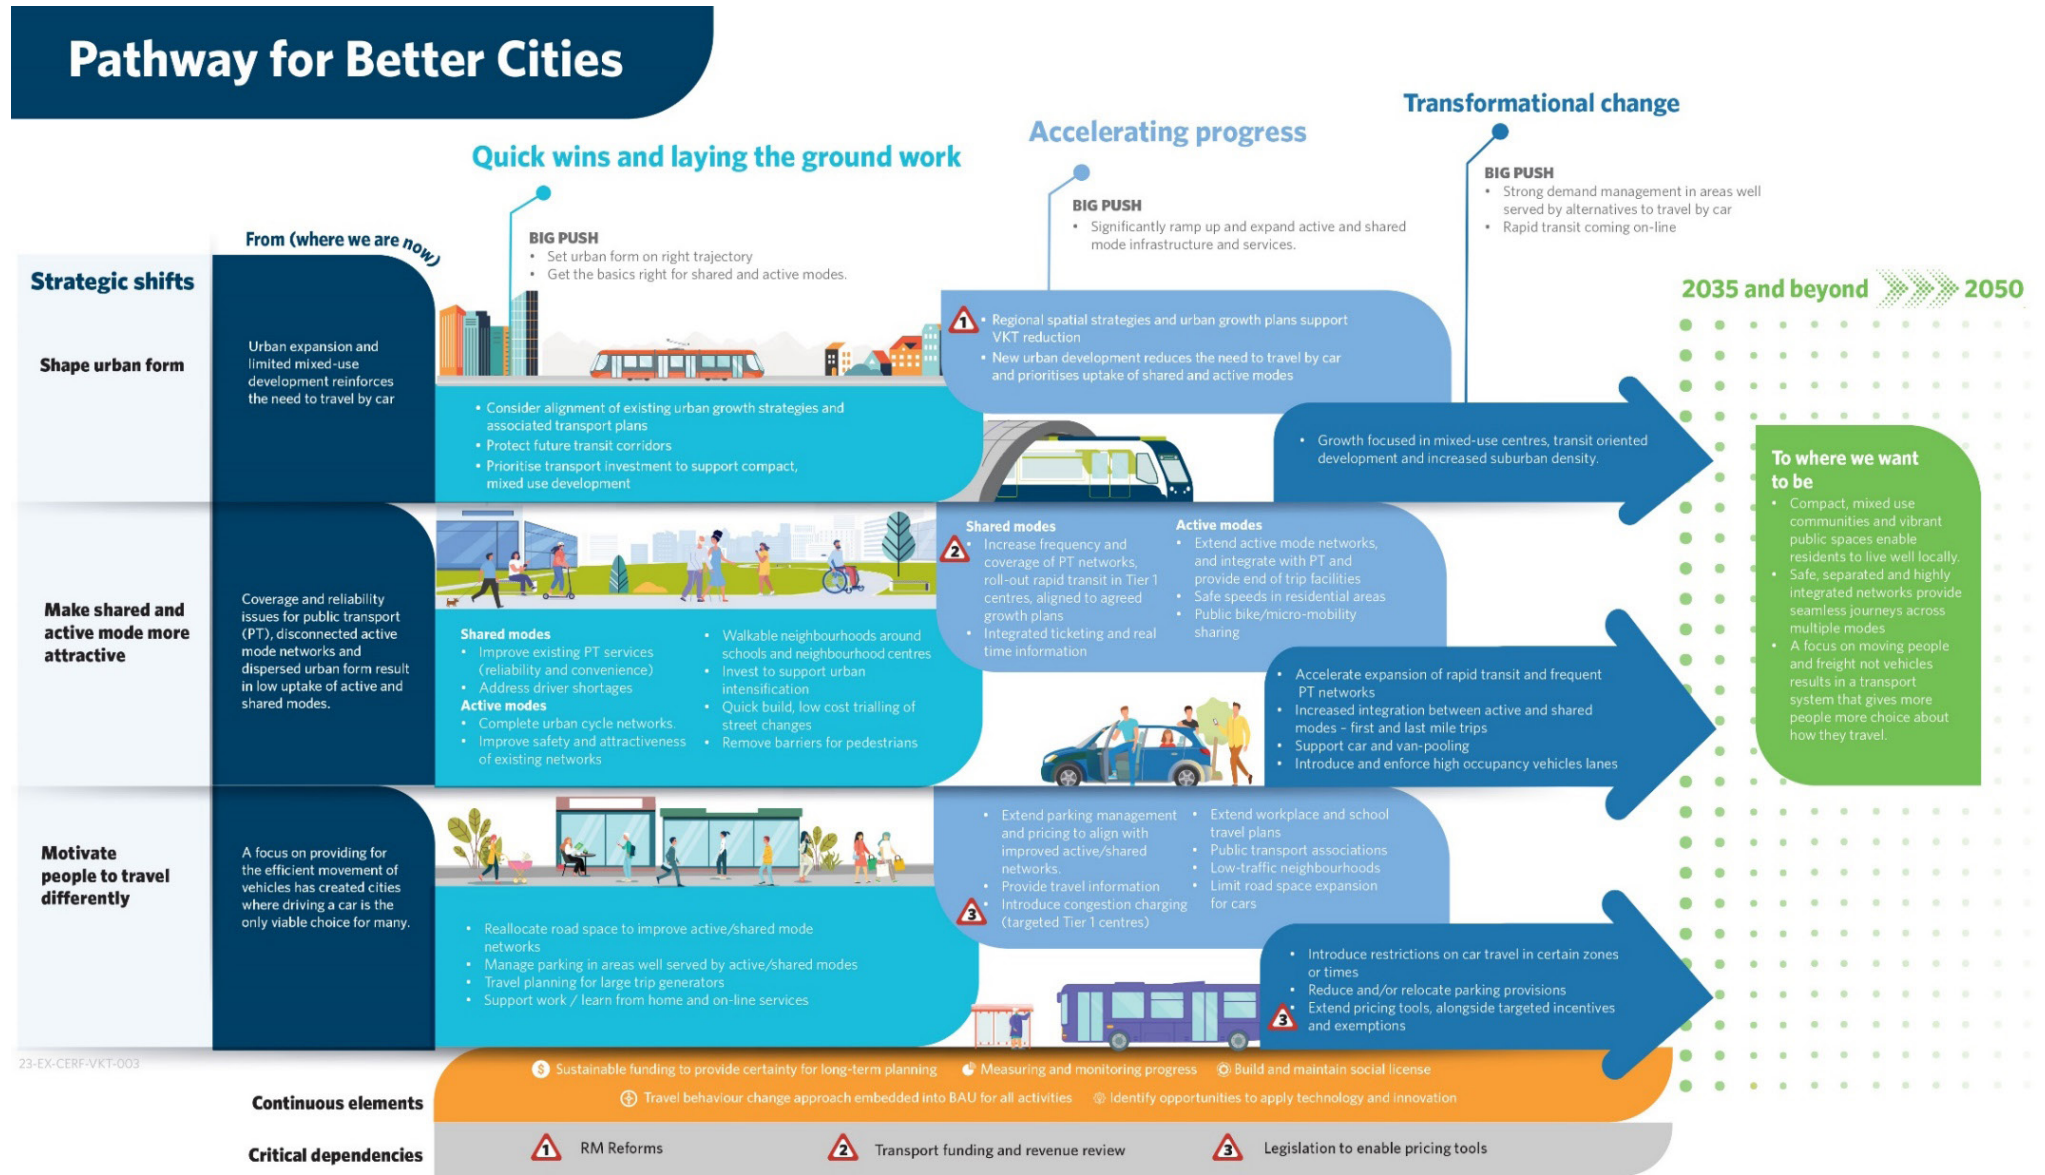 Pathway for Better Cities
Transformational change
BIG PUSH
• Strong demand management in areas well
served by alternatives to travel by car
• Rapid transit coming on-line
Accelerating progress
BIG PUSH
• Significantly ramp up and expand active and shared
mode infrastructure and services.
Quick wins and laying the ground work
BIG PUSH
• Set urban form on right trajectory
• Get the basics right for shared and active modes.
From (where we are now)
2035 and beyond
2050
Strategic shifts
Shape urban form
Urban expansion and
limited mixed-use
development reinforces
the need to travel by car
• Consider alignment of existing urban growth strategies and
associated transport plans
• Protect future transit corridors
• Prioritise transport investment to support compact,
mixed use development
1
• Regional spatial strategies and urban growth plans support
VKT reduction
• New urban development reduces the need to travel by car
and prioritises uptake of shared and active modes
• Growth focused in mixed-use centres, transit oriented
development and increased suburban density.
Make shared and
active mode more
attractive
Coverage and reliability
issues for public transport
(PT), disconnected active
mode networks and
dispersed urban form result
in low uptake of active and
shared modes.
Shared modes
• Improve existing PT services
(reliability and convenience)
• Address driver shortages
Active modes
• Complete urban cycle networks.
• Improve safety and attractiveness
of existing networks
• Walkable neighbourhoods around
schools and neighbourhood centres
• Invest to support urban
intensification
• Quick build, low cost trialling of
street changes
• Remove barriers for pedestrians
Shared modes
2
• Increase frequency and
coverage of PT networks,
roll-out rapid transit in Tier 1
centres, aligned to agreed
growth plans
• Integrated ticketing and real
time information
Active modes
• Extend active mode networks,
and integrate with PT and
provide end of trip facilities
• Safe speeds in residential areas
• Public bike/micro-mobility
sharing
• Accelerate expansion of rapid transit and frequent
PT networks
• Increased integration between active and shared
modes – first and last mile trips
• Support car and van-pooling
• Introduce and enforce high occupancy vehicles lanes
Motivate
people to travel
differently
A focus on providing for
the efficient movement of
vehicles has created cities
where driving a car is the
only viable choice for many.
• Reallocate road space to improve active/shared mode
networks
• Manage parking in areas well served by active/shared modes
• Travel planning for large trip generators
• Support work / learn from home and on-line services
• Extend parking management
and pricing to align with
improved active/shared
networks.
• Provide travel information
3
• Introduce congestion charging
(targeted Tier 1 centres)
• Extend workplace and school
travel plans
• Public transport associations
• Low-traffic neighbourhoods
• Limit road space expansion
for cars
• Introduce restrictions on car travel in certain zones
or times
• Reduce and/or relocate parking provisions
3
• Extend pricing tools, alongside targeted incentives
and exemptions
To where we want
to be
• Compact, mixed use
communities and vibrant
public spaces enable
residents to live well locally.
• Safe, separated and highly
integrated networks provide
seamless journeys across
multiple modes
• A focus on moving people
and freight not vehicles
results in a transport
system that gives more
people more choice about
how they travel.
23-EX-CERF-VKT-003
Continuous elements
$ Sustainable funding to provide certainty for long-term planning
Measuring and monitoring progress
Build and maintain social license
Travel behaviour change approach embedded into BAU for all activities
Identify opportunities to apply technology and innovation
Critical dependencies
1 RM Reforms
2 Transport funding and revenue review
3 Legislation to enable pricing tools